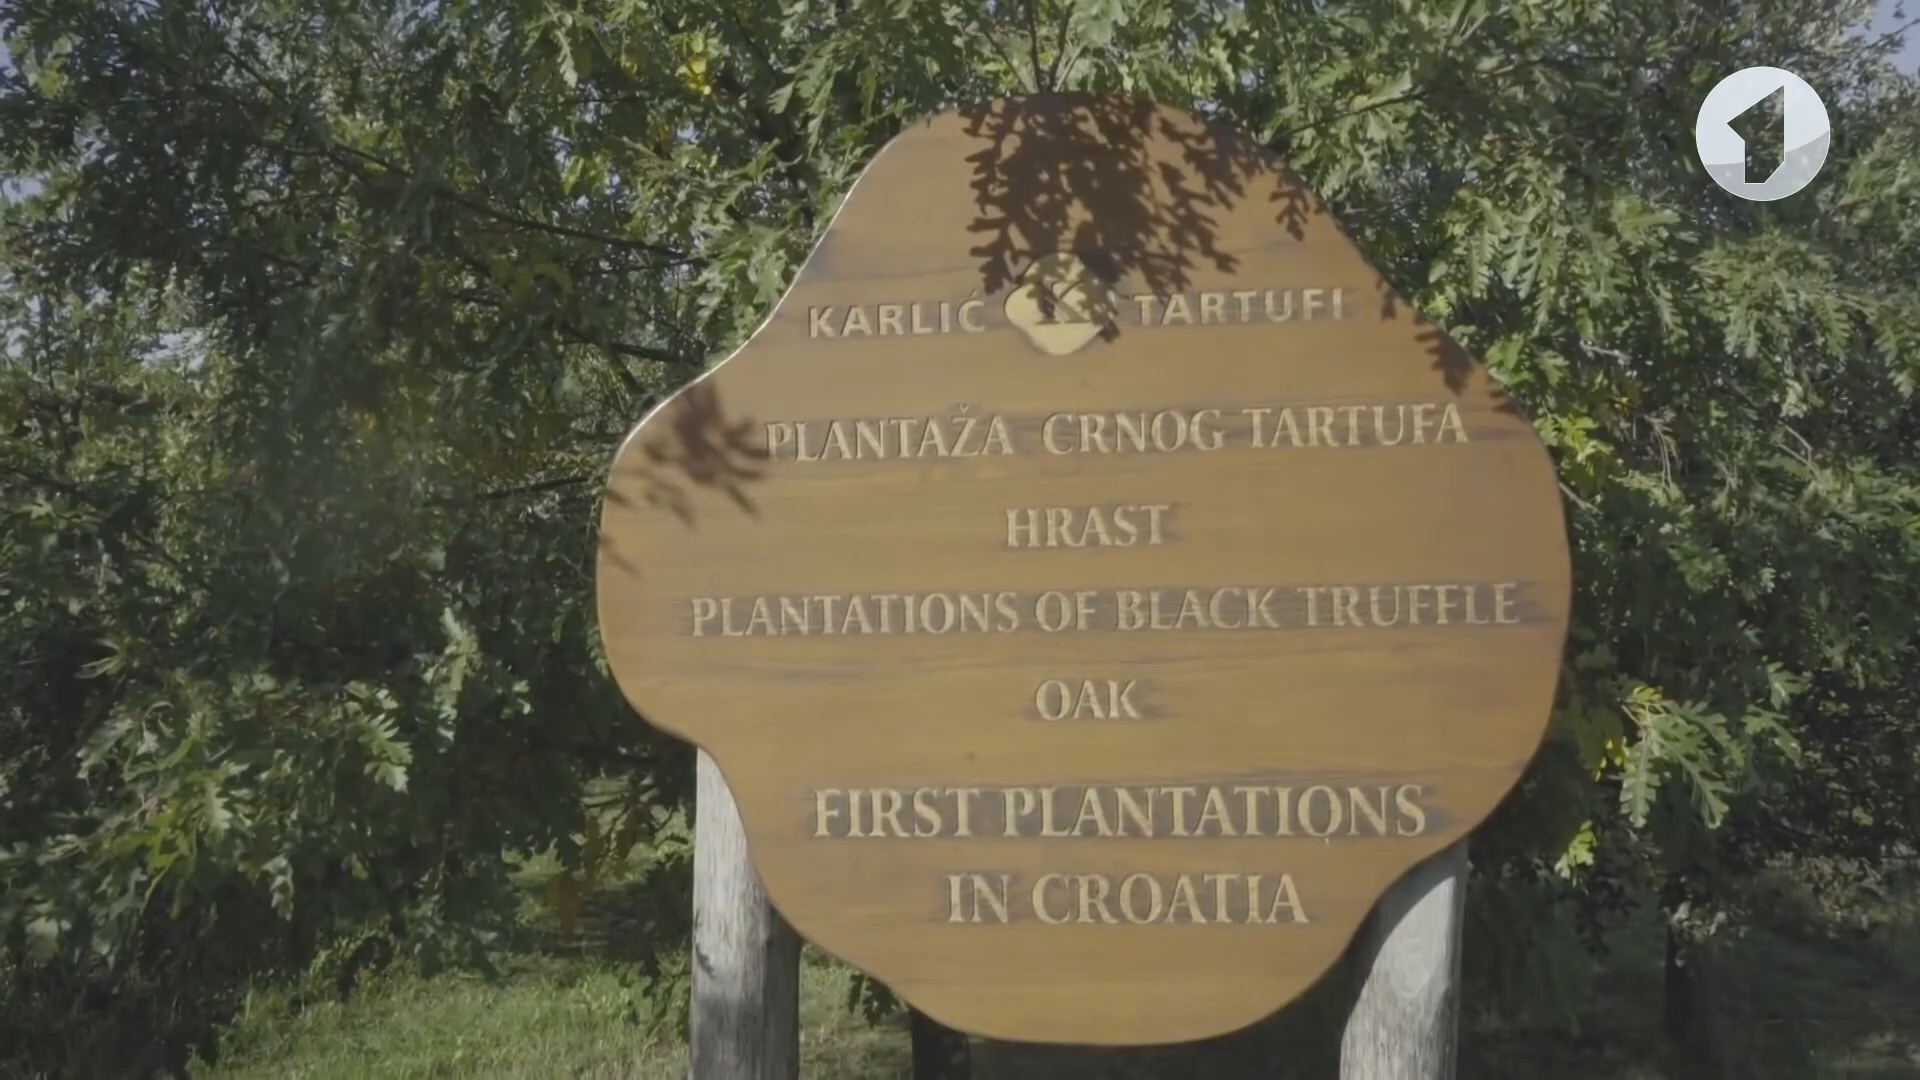 KARLIĆ K TARTUFI
PLANTAŽA CRNOG TARTUFA
HRAST
PLANTATIONS OF BLACK TRUFFLE
OAK
FIRST PLANTATIONS
IN CROATIA